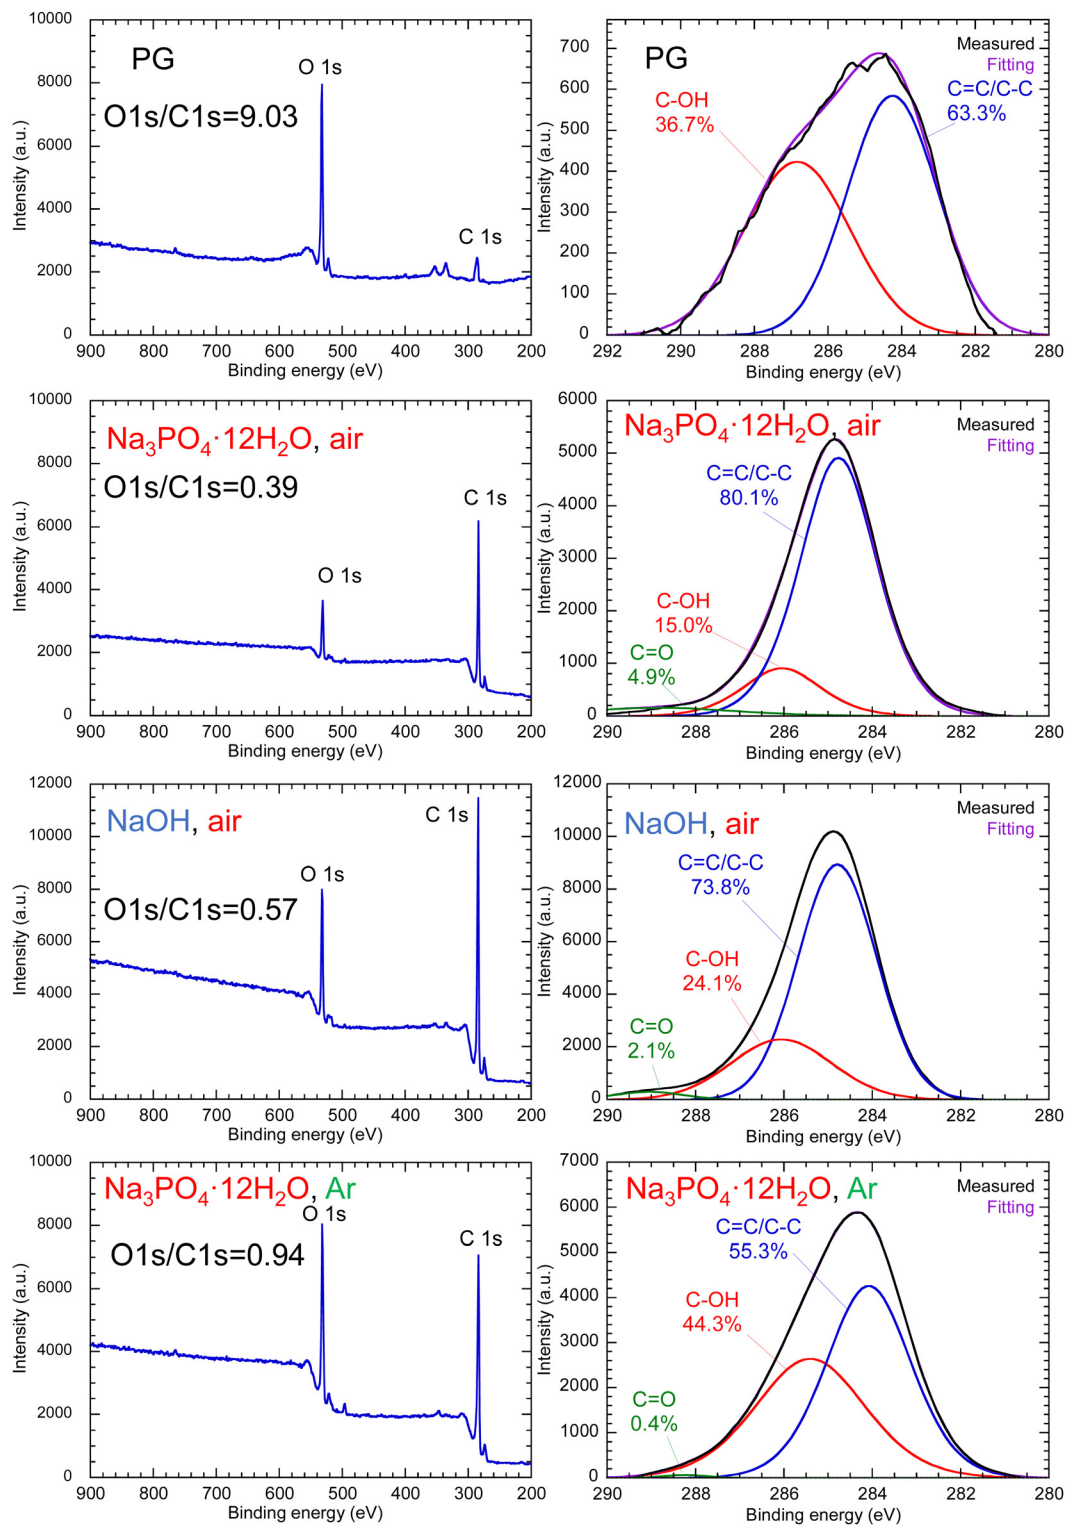 PG
O 1s
O1s/C1s=9.03
C 1s
Intensity (a.u.)
10000
8000
6000
4000
2000
0
900 800 700 600 500 400 300 200
Binding energy (eV)
PG
Measured
Fitting
C-OH
36.7%
C=C/C-C
63.3%
Intensity (a.u.)
700
600
500
400
300
200
100
0
292 290 288 286 284 282 280
Binding energy (eV)
Na₃PO₄·12H₂O, air
O1s/C1s=0.39
C 1s
O 1s
Intensity (a.u.)
10000
8000
6000
4000
2000
0
900 800 700 600 500 400 300 200
Binding energy (eV)
Na₃PO₄·12H₂O, air
Measured
Fitting
C=C/C-C
80.1%
C-OH
15.0%
C=O
4.9%
Intensity (a.u.)
6000
5000
4000
3000
2000
1000
0
290 288 286 284 282 280
Binding energy (eV)
NaOH, air
C 1s
O 1s
O1s/C1s=0.57
Intensity (a.u.)
12000
10000
8000
6000
4000
2000
0
900 800 700 600 500 400 300 200
Binding energy (eV)
NaOH, air
Measured
Fitting
C=C/C-C
73.8%
C-OH
24.1%
C=O
2.1%
Intensity (a.u.)
12000
10000
8000
6000
4000
2000
0
290 288 286 284 282 280
Binding energy (eV)
Na₃PO₄·12H₂O, Ar
O 1s
C 1s
O1s/C1s=0.94
Intensity (a.u.)
10000
8000
6000
4000
2000
0
900 800 700 600 500 400 300 200
Binding energy (eV)
Na₃PO₄·12H₂O, Ar
Measured
Fitting
C=C/C-C
55.3%
C-OH
44.3%
C=O
0.4%
Intensity (a.u.)
7000
6000
5000
4000
3000
2000
1000
0
290 288 286 284 282 280
Binding energy (eV)